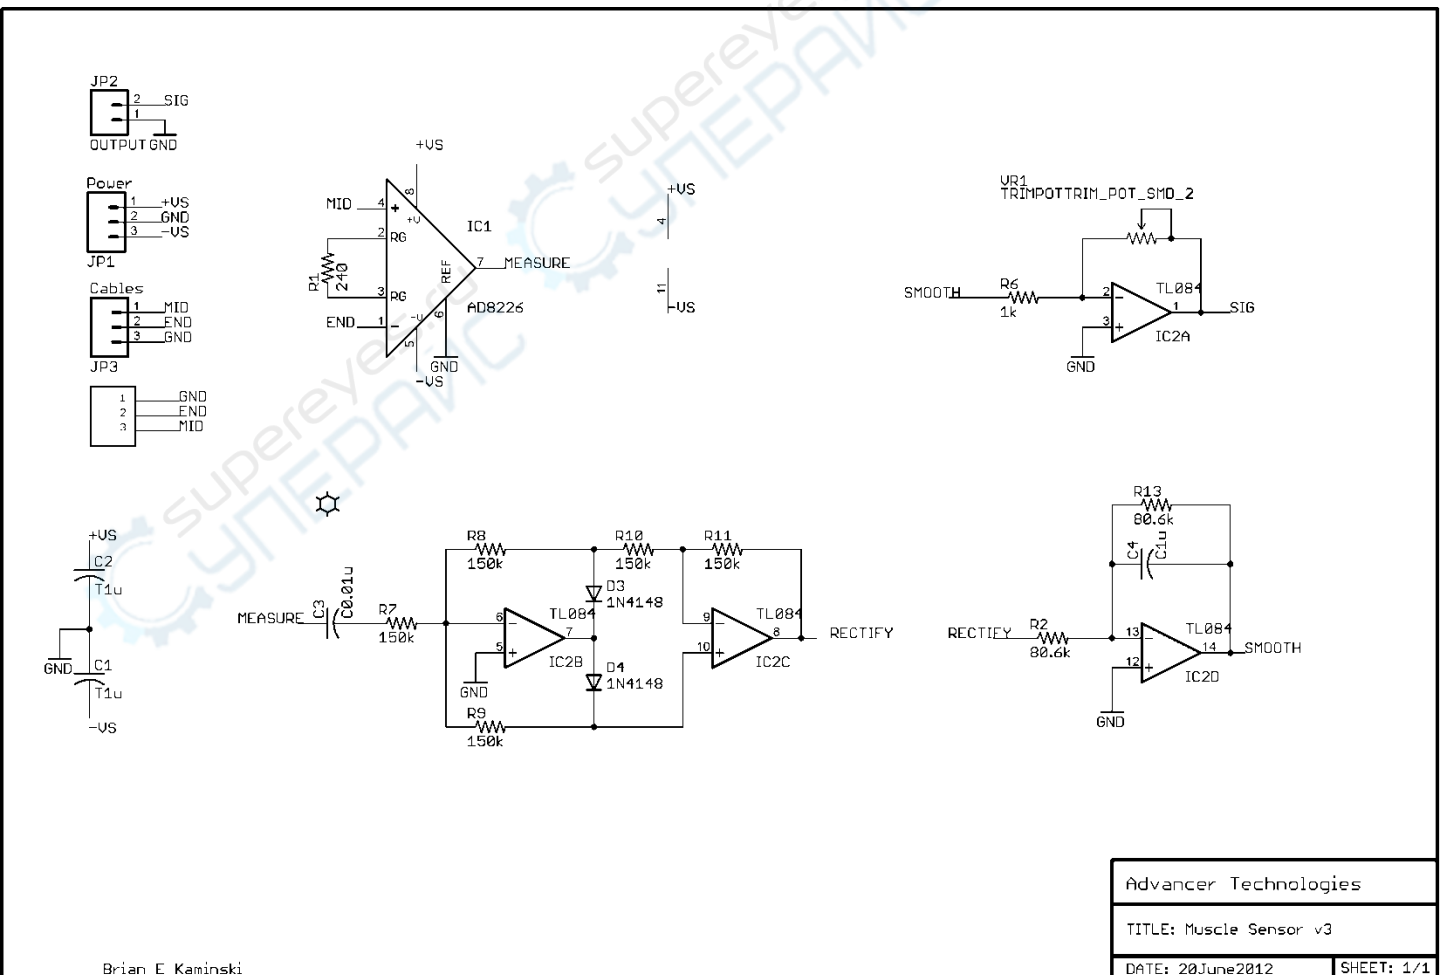 JP2
2 SIG
1
OUTPUT GND
Power
1 +VS
2 GND
3 -VS
JP1
Cables
1 MID
2 END
3 GND
JP3
1 GND
2 END
3 MID
+VS
8
+V
MID 4 +
IC1
2 RG
R1
240
REF
7 MEASURE
3 RG
AD8226
END 1 -
-V
6
5
GND
-VS
+VS
4
11
-VS
VR1
TRIMPOTTRIM_POT_SMD_2
SMOOTH
R6
1k
2 -
TL084
1
SIG
3 +
IC2A
GND
+VS
C2
T1u
GND
C1
T1u
-VS
MEASURE
C3
C0.01u
R7
150k
R8
150k
R10
150k
R11
150k
D3
1N4148
6 -
TL084
7
5 +
IC2B
GND
D4
1N4148
R9
150k
9 -
TL084
8
10 +
IC2C
RECTIFY
R13
80.6k
C4
C1u
RECTIFY
R2
80.6k
13 -
TL084
14
SMOOTH
12 +
IC2D
GND
Advancer Technologies
TITLE: Muscle Sensor v3
DATE: 20June2012 SHEET: 1/1
Brian E Kaminski
supereyes.ru
СУПЕРАЙС
supereye
СУПЕРАЙ